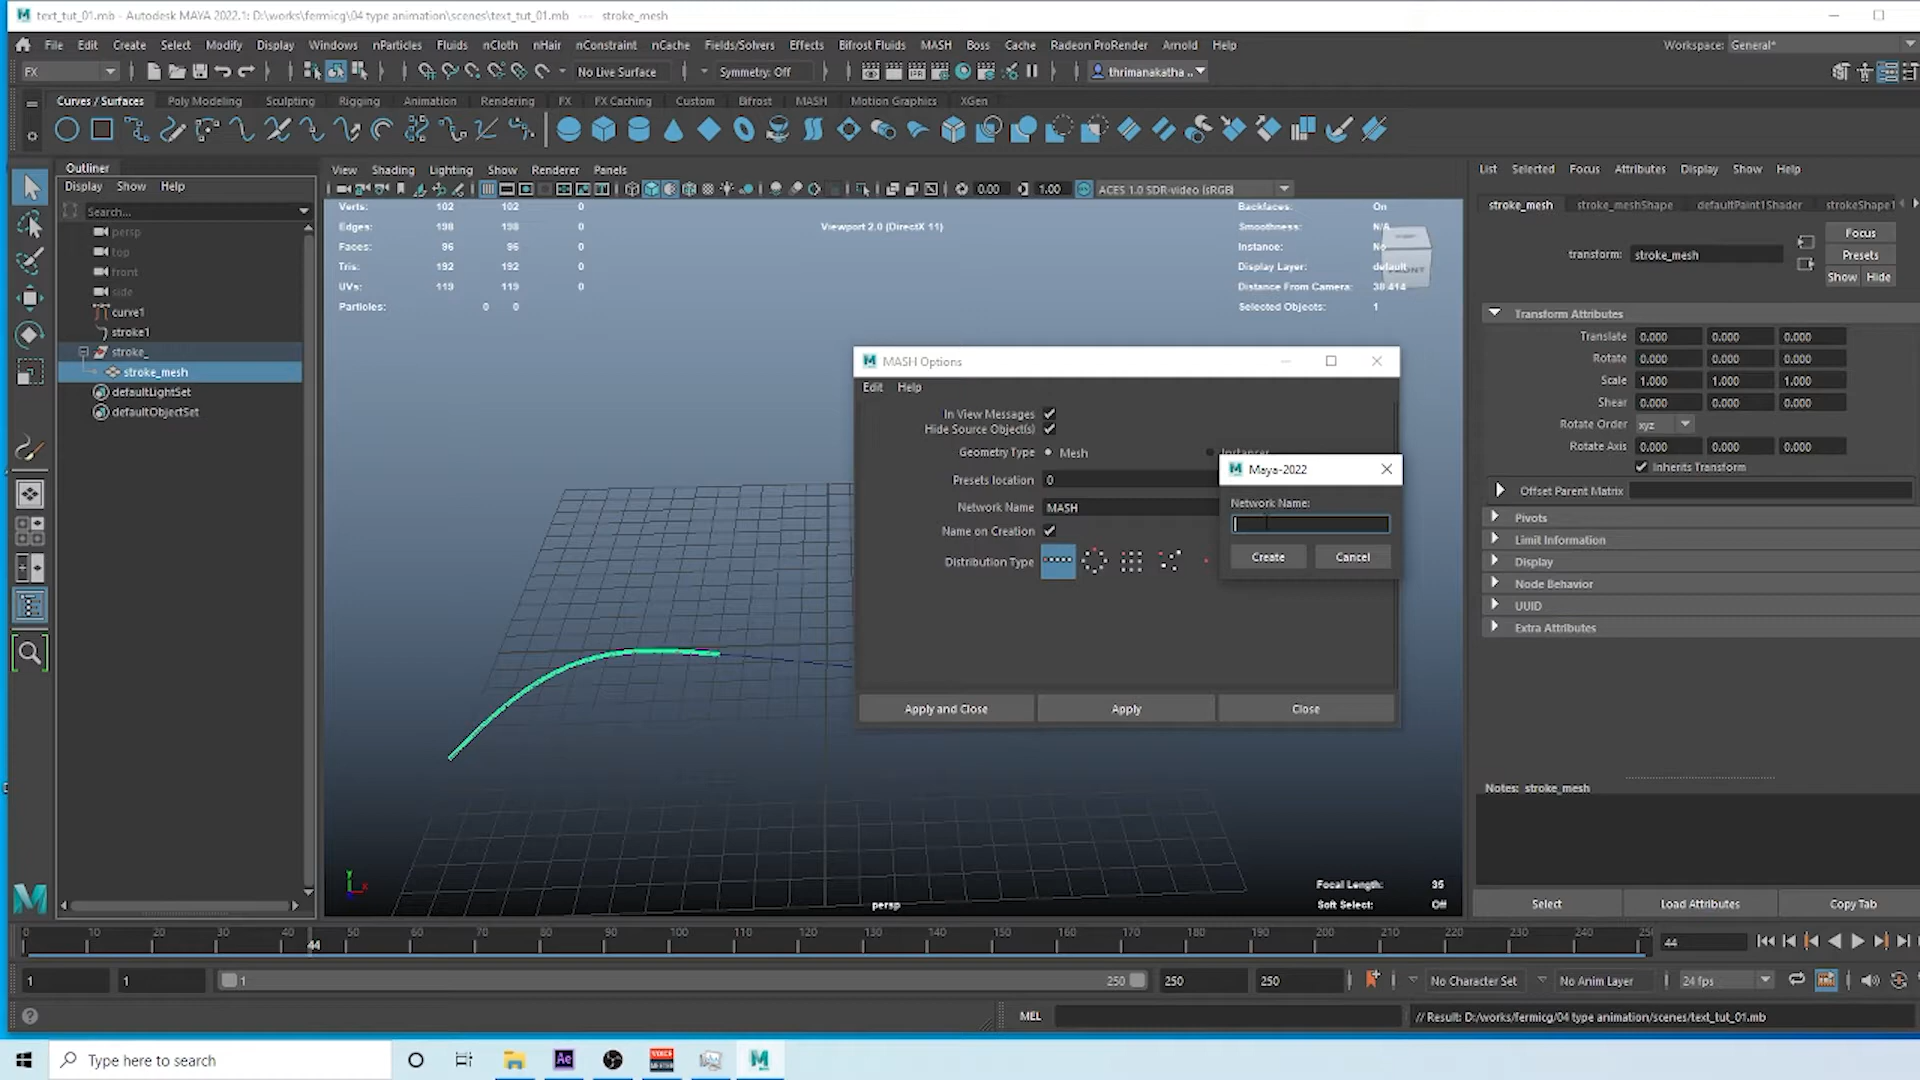 text_tut_01.mb - Autodesk MAYA 2022.1: D:\works\fermicg\04 type animation\scenes\text_tut_01.mb --- stroke_mesh
File Edit Create Select Modify Display Windows nParticles Fluids nCloth nHair nConstraint nCache Fields/Solvers Effects Bifrost Fluids MASH Boss Cache Radeon ProRender Arnold Help Workspace: General*
FX No Live Surface Symmetry: Off thrimanakatha ..
Curves / Surfaces Poly Modeling Sculpting Rigging Animation Rendering FX FX Caching Custom Bifrost MASH Motion Graphics XGen
Outliner
Display Show Help
Search...
persp
top
front
side
curve1
stroke1
stroke_
stroke_mesh
defaultLightSet
defaultObjectSet
View Shading Lighting Show Renderer Panels
0.00 1.00 ACES 1.0 SDR-video (sRGB)
Verts: 102 102 0
Edges: 198 198 0
Faces: 96 96 0
Tris: 192 192 0
UVs: 119 119 0
Particles: 0 0
Viewport 2.0 (DirectX 11)
Backfaces: On
Smoothness: N/A
Instance: No
Display Layer: default
Distance From Camera: 38.414
Selected Objects: 1
FRONT
MASH Options
Edit Help
In View Messages
Hide Source Object(s)
Geometry Type Mesh Instancer
Presets location 0
Network Name MASH
Name on Creation
Distribution Type
Apply and Close Apply Close
Maya-2022
Network Name:
Create Cancel
persp
Focal Length: 35
Soft Select: Off
List Selected Focus Attributes Display Show Help
stroke_mesh stroke_meshShape defaultPaint1Shader strokeShape1
transform: stroke_mesh
Focus
Presets
Show Hide
Transform Attributes
Translate 0.000 0.000 0.000
Rotate 0.000 0.000 0.000
Scale 1.000 1.000 1.000
Shear 0.000 0.000 0.000
Rotate Order xyz
Rotate Axis 0.000 0.000 0.000
Inherits Transform
Offset Parent Matrix
Pivots
Limit Information
Display
Node Behavior
UUID
Extra Attributes
Notes: stroke_mesh
Select Load Attributes Copy Tab
0 10 20 30 40 44 50 60 70 80 90 100 110 120 130 140 150 160 170 180 190 200 210 220 230 240 25
44
1 1 1 250 250 250 No Character Set No Anim Layer 24 fps
MEL // Result: D:/works/fermicg/04 type animation/scenes/text_tut_01.mb
Type here to search
Ae